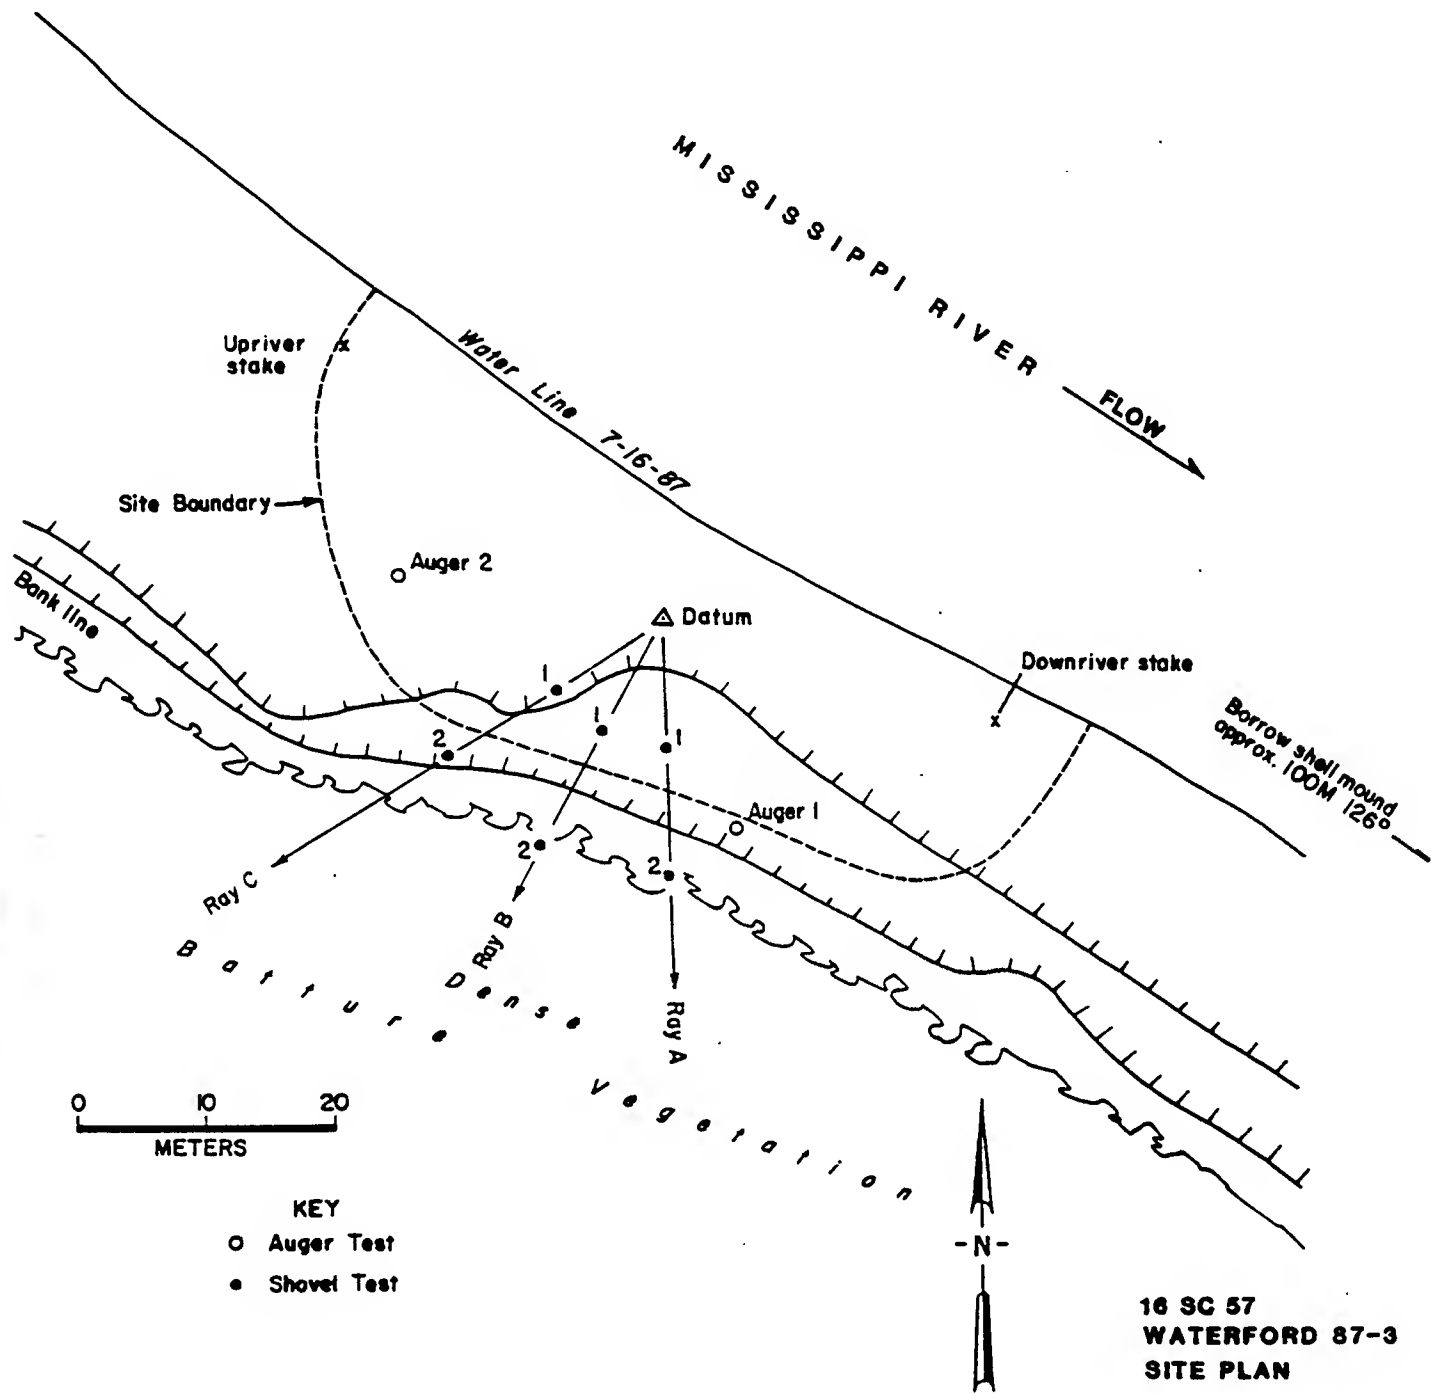 MISSISSIPPI RIVER
FLOW
Upriver
stake
Water Line 7-16-87
Site Boundary
Auger 2
Bank line
Datum
Downriver stake
1
1
1
2
Borrow shell mound
approx. 100M 126°
Auger 1
2
2
Ray C
Ray B
Ray A
Batture
Dense
Vegetation
0 10 20
METERS
KEY
Auger Test
Shovel Test
-N-
16 SC 57
WATERFORD 87-3
SITE PLAN